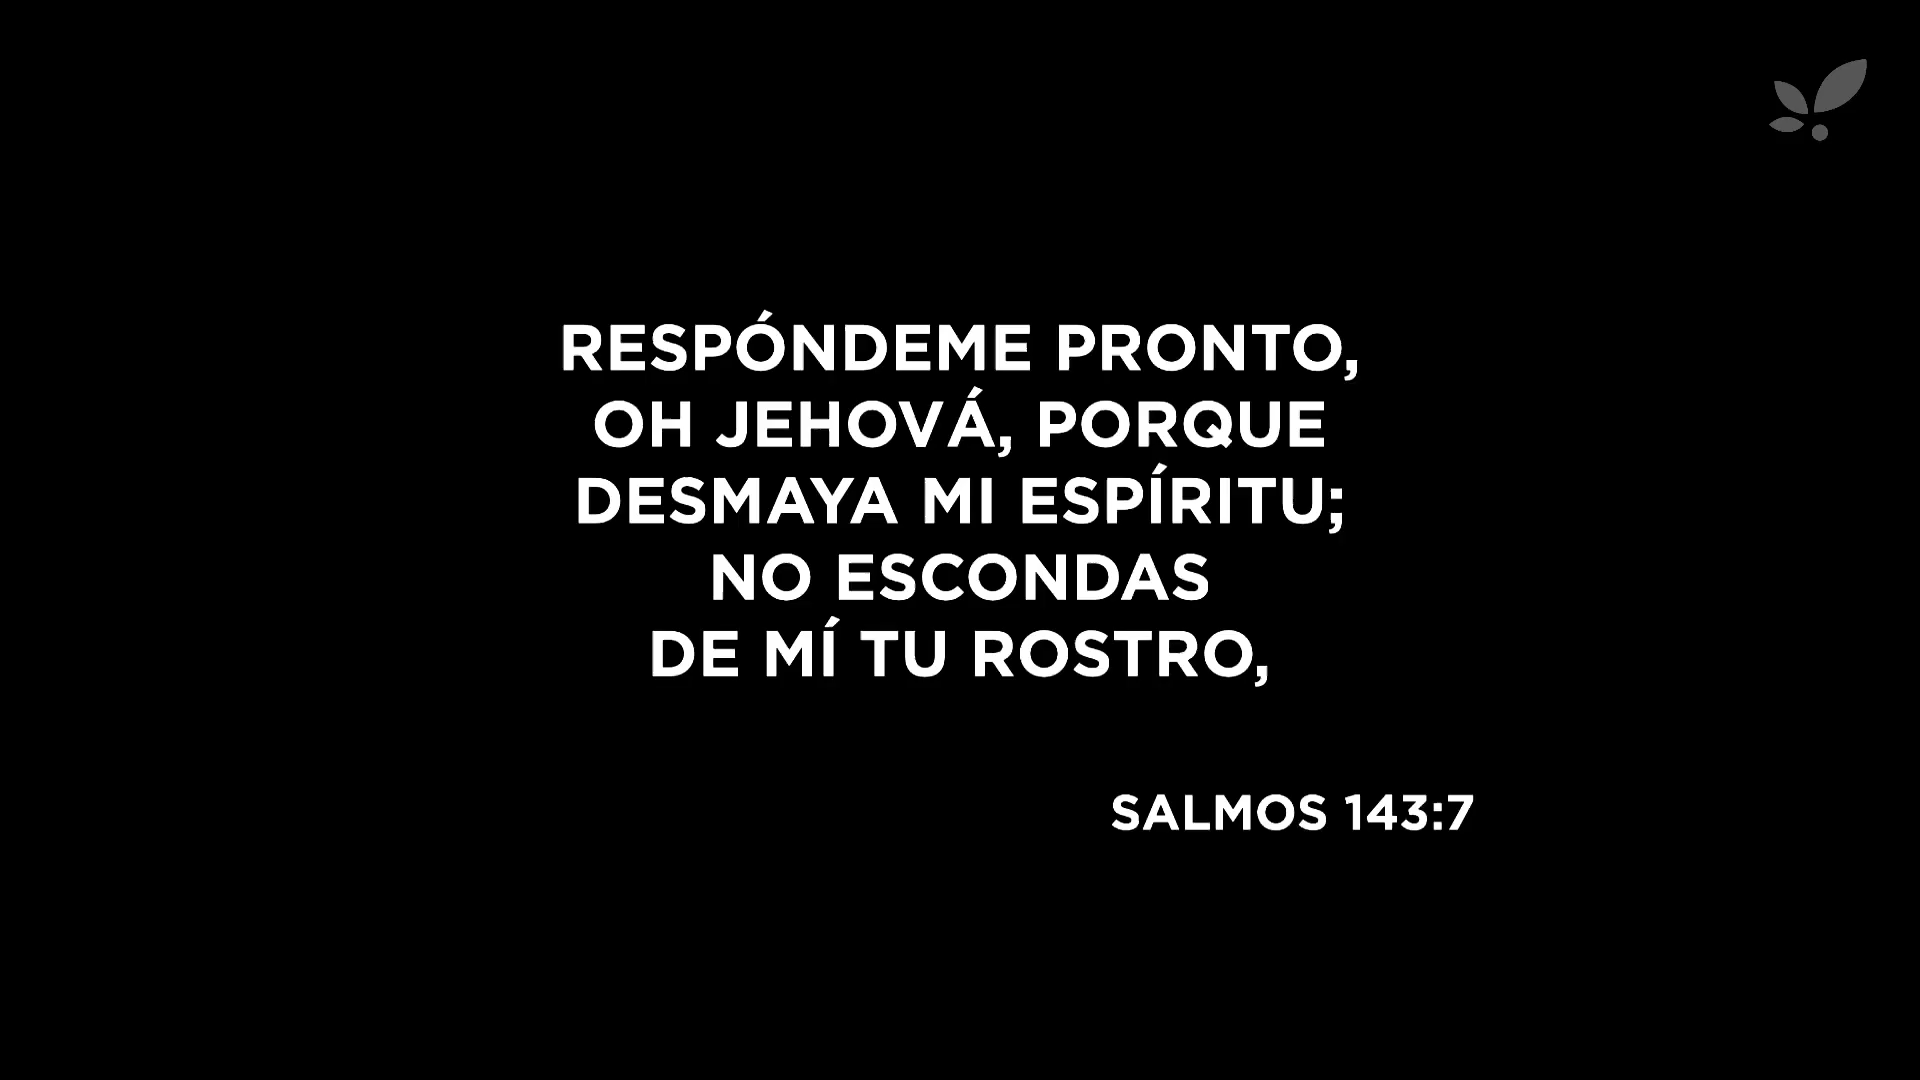 RESPÓNDEME PRONTO,
OH JEHOVÁ, PORQUE
DESMAYA MI ESPÍRITU;
NO ESCONDAS
DE MÍ TU ROSTRO,
SALMOS 143:7